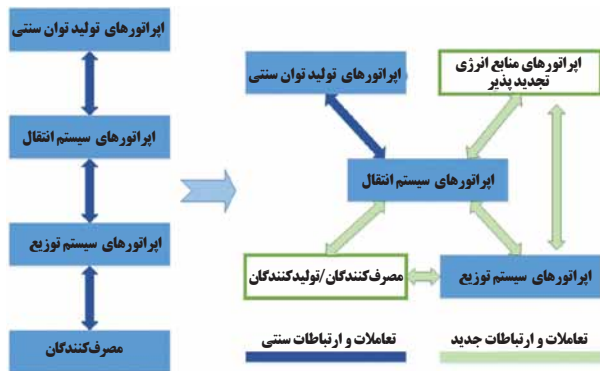 اپراتورهای تولید توان سنتی
اپراتورهای سیستم انتقال
اپراتورهای سیستم توزیع
مصرف‌کنندگان
اپراتورهای منابع انرژی
تجدیدپذیر
اپراتورهای تولید توان سنتی
اپراتورهای سیستم انتقال
مصرف‌کنندگان/تولیدکنندگان
اپراتورهای سیستم توزیع
تعاملات و ارتباطات جدید
تعاملات و ارتباطات سنتی